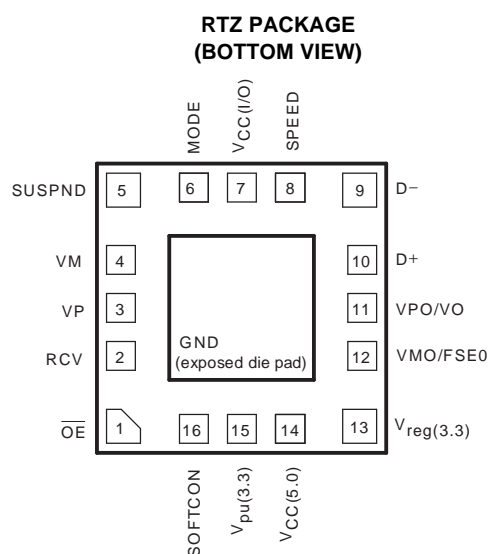 RTZ PACKAGE
(BOTTOM VIEW)
MODE
VCC(I/O)
SPEED
SUSPND
5
6
7
8
9
D−
VM
4
10
D+
VP
3
11
VPO/VO
RCV
2
12
VMO/FSE0
GND
(exposed die pad)
OE
1
16
15
14
13
Vreg(3.3)
SOFTCON
Vpu(3.3)
VCC(5.0)